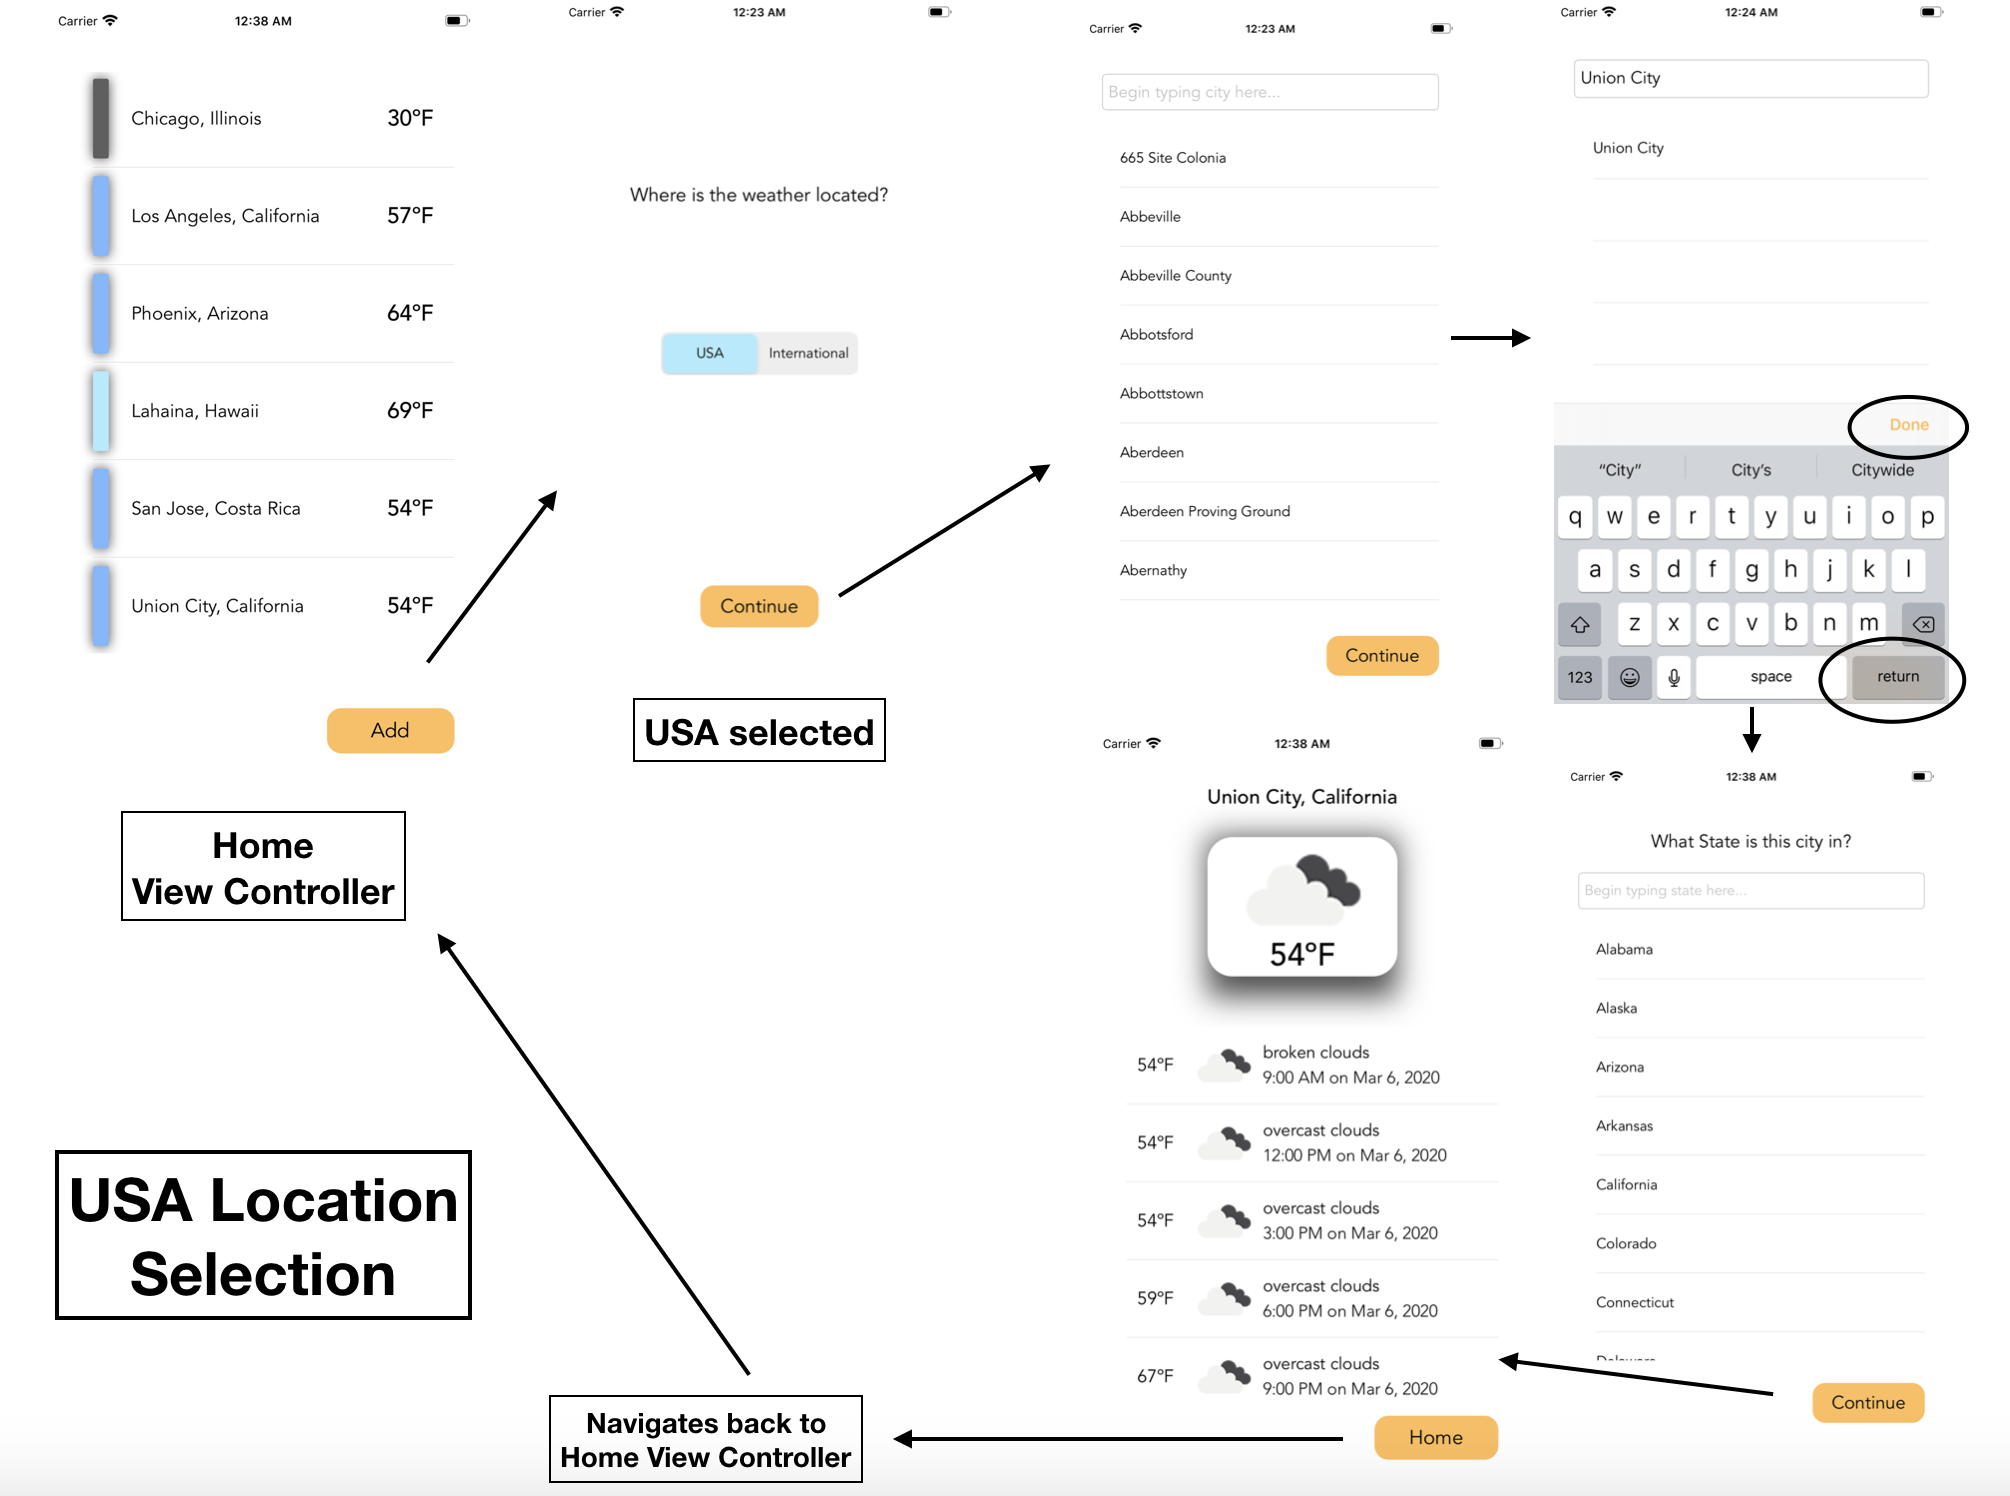 Carrier 12:38 AM
Chicago, Illinois 30°F
Los Angeles, California 57°F
Phoenix, Arizona 64°F
Lahaina, Hawaii 69°F
San Jose, Costa Rica 54°F
Union City, California 54°F
Add
Home
View Controller
USA Location
Selection
Carrier 12:23 AM
Where is the weather located?
USA International
Continue
USA selected
Carrier 12:23 AM
Begin typing city here...
665 Site Colonia
Abbeville
Abbeville County
Abbotsford
Abbottstown
Aberdeen
Aberdeen Proving Ground
Abernathy
Continue
Carrier 12:24 AM
Union City
Union City
Done
“City” City's Citywide
q w e r t y u i o p
a s d f g h j k l
z x c v b n m
123 space return
Carrier 12:38 AM
What State is this city in?
Begin typing state here...
Alabama
Alaska
Arizona
Arkansas
California
Colorado
Connecticut
Delaware
Continue
Carrier 12:38 AM
Union City, California
54°F
54°F broken clouds
9:00 AM on Mar 6, 2020
54°F overcast clouds
12:00 PM on Mar 6, 2020
54°F overcast clouds
3:00 PM on Mar 6, 2020
59°F overcast clouds
6:00 PM on Mar 6, 2020
67°F overcast clouds
9:00 PM on Mar 6, 2020
Home
Navigates back to
Home View Controller